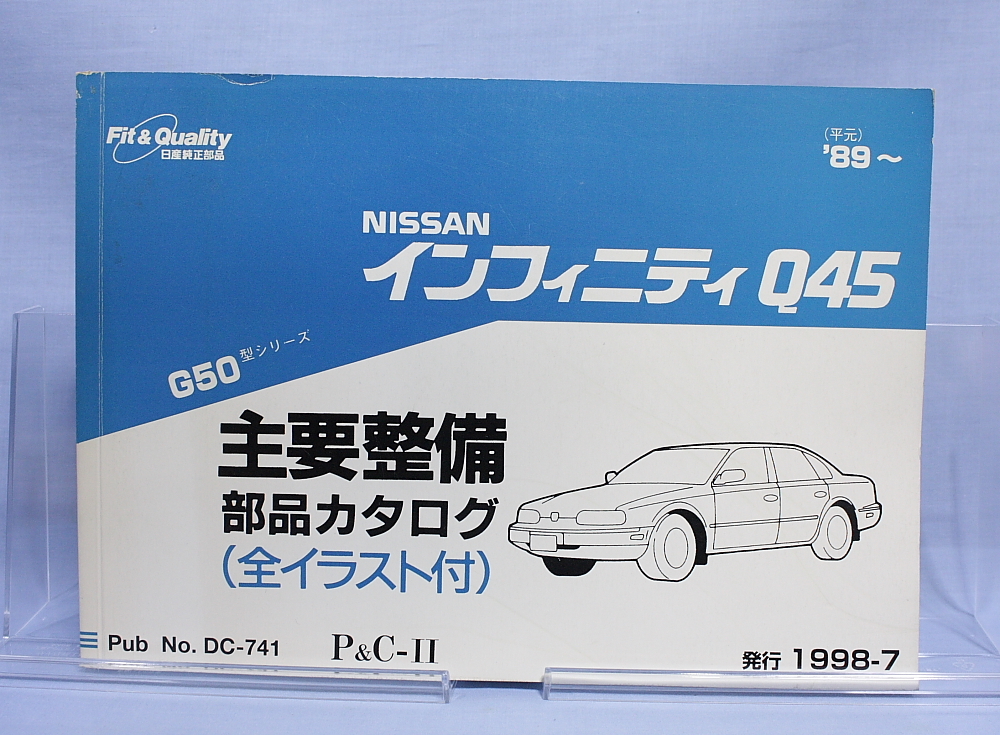 Fit & Quality
日産純正部品
（平元）
'89～
NISSAN
インフィニティ Q45
G50型シリーズ
主要整備
部品カタログ
（全イラスト付）
Pub No. DC-741
P&C-II
発行 1998-7